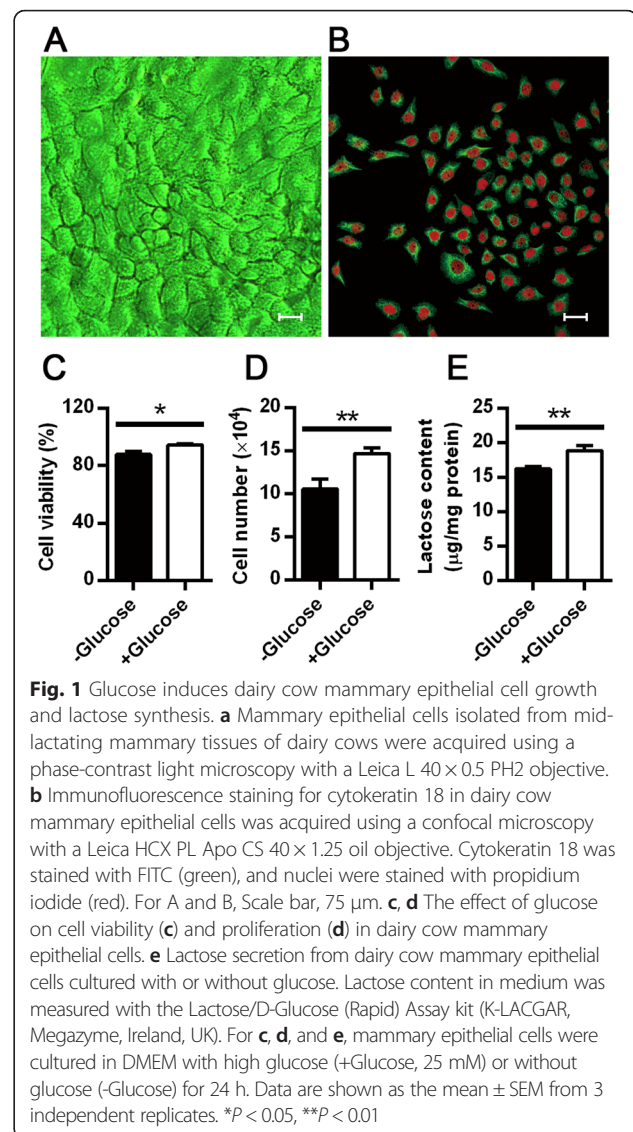 A
B
C
D
E
Cell viability (%)
120
80
40
0
*
-Glucose
+Glucose
Cell number (×10⁴)
20
15
10
5
0
**
-Glucose
+Glucose
Lactose content
(µg/mg protein)
25
20
15
10
5
0
**
-Glucose
+Glucose
Fig. 1 Glucose induces dairy cow mammary epithelial cell growth
and lactose synthesis. a Mammary epithelial cells isolated from mid-
lactating mammary tissues of dairy cows were acquired using a
phase-contrast light microscopy with a Leica L 40 × 0.5 PH2 objective.
b Immunofluorescence staining for cytokeratin 18 in dairy cow
mammary epithelial cells was acquired using a confocal microscopy
with a Leica HCX PL Apo CS 40 × 1.25 oil objective. Cytokeratin 18 was
stained with FITC (green), and nuclei were stained with propidium
iodide (red). For A and B, Scale bar, 75 µm. c, d The effect of glucose
on cell viability (c) and proliferation (d) in dairy cow mammary
epithelial cells. e Lactose secretion from dairy cow mammary epithelial
cells cultured with or without glucose. Lactose content in medium was
measured with the Lactose/D-Glucose (Rapid) Assay kit (K-LACGAR,
Megazyme, Ireland, UK). For c, d, and e, mammary epithelial cells were
cultured in DMEM with high glucose (+Glucose, 25 mM) or without
glucose (-Glucose) for 24 h. Data are shown as the mean ± SEM from 3
independent replicates. *P < 0.05, **P < 0.01